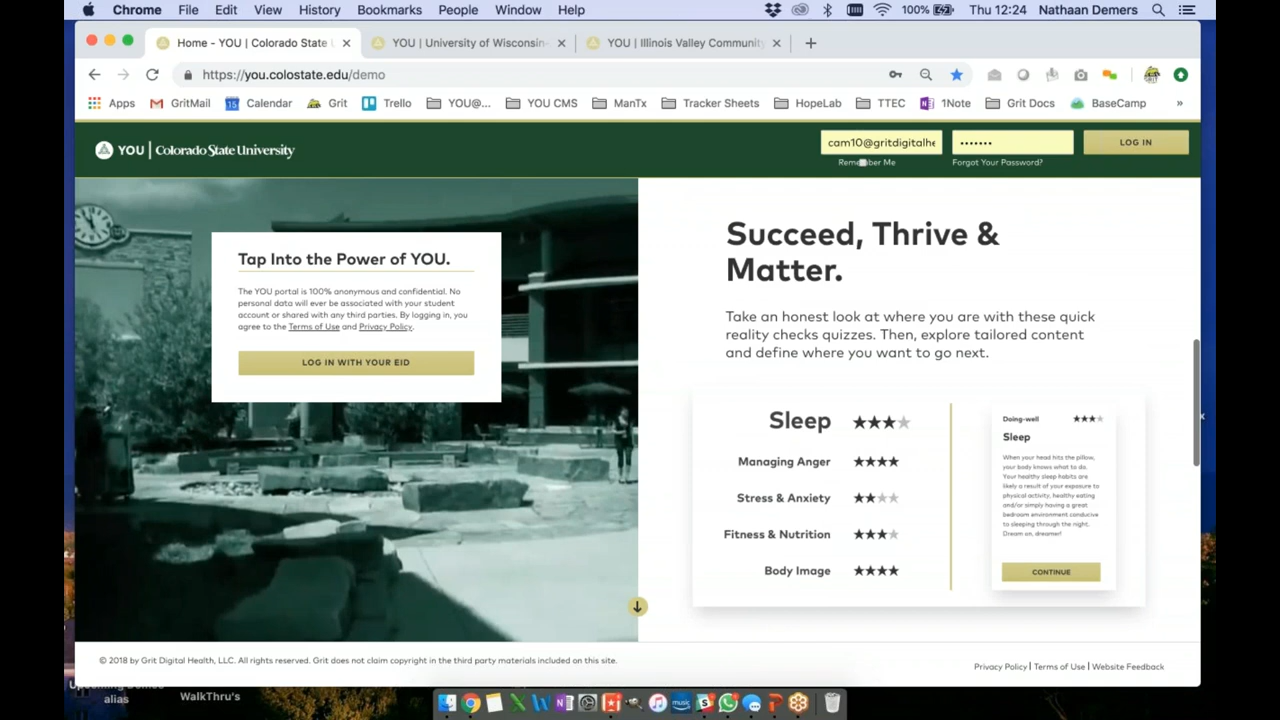 Chrome File Edit View History Bookmarks People Window Help 100% Thu 12:24 Nathaan Demers
Home - YOU | Colorado State U
YOU | University of Wisconsin-
YOU | Illinois Valley Community
https://you.colostate.edu/demo
Apps GritMail Calendar Grit Trello YOU@... YOU CMS ManTx Tracker Sheets HopeLab TTEC 1Note Grit Docs BaseCamp »
YOU | Colorado State University
cam10@gritdigitalhe
•••••••
LOG IN
Remember Me
Forgot Your Password?
Tap Into the Power of YOU.
The YOU portal is 100% anonymous and confidential. No
personal data will ever be associated with your student
account or shared with any third parties. By logging in, you
agree to the Terms of Use and Privacy Policy.
LOG IN WITH YOUR EID
Succeed, Thrive &
Matter.
Take an honest look at where you are with these quick
reality checks quizzes. Then, explore tailored content
and define where you want to go next.
Sleep ★★★★
Managing Anger ★★★★
Stress & Anxiety ★★★★
Fitness & Nutrition ★★★★
Body Image ★★★★
Doing-well ★★★★
Sleep
When your head hits the pillow,
your body knows what to do.
Your healthy sleep habits are
likely a result of your exposure to
physical activity, healthy eating
and/or simply having a great
bedroom environment conducive
to sleeping through the night.
Dream on, dreamer!
CONTINUE
© 2018 by Grit Digital Health, LLC. All rights reserved. Grit does not claim copyright in the third party materials included on this site.
Privacy Policy | Terms of Use | Website Feedback
alias
WalkThru's